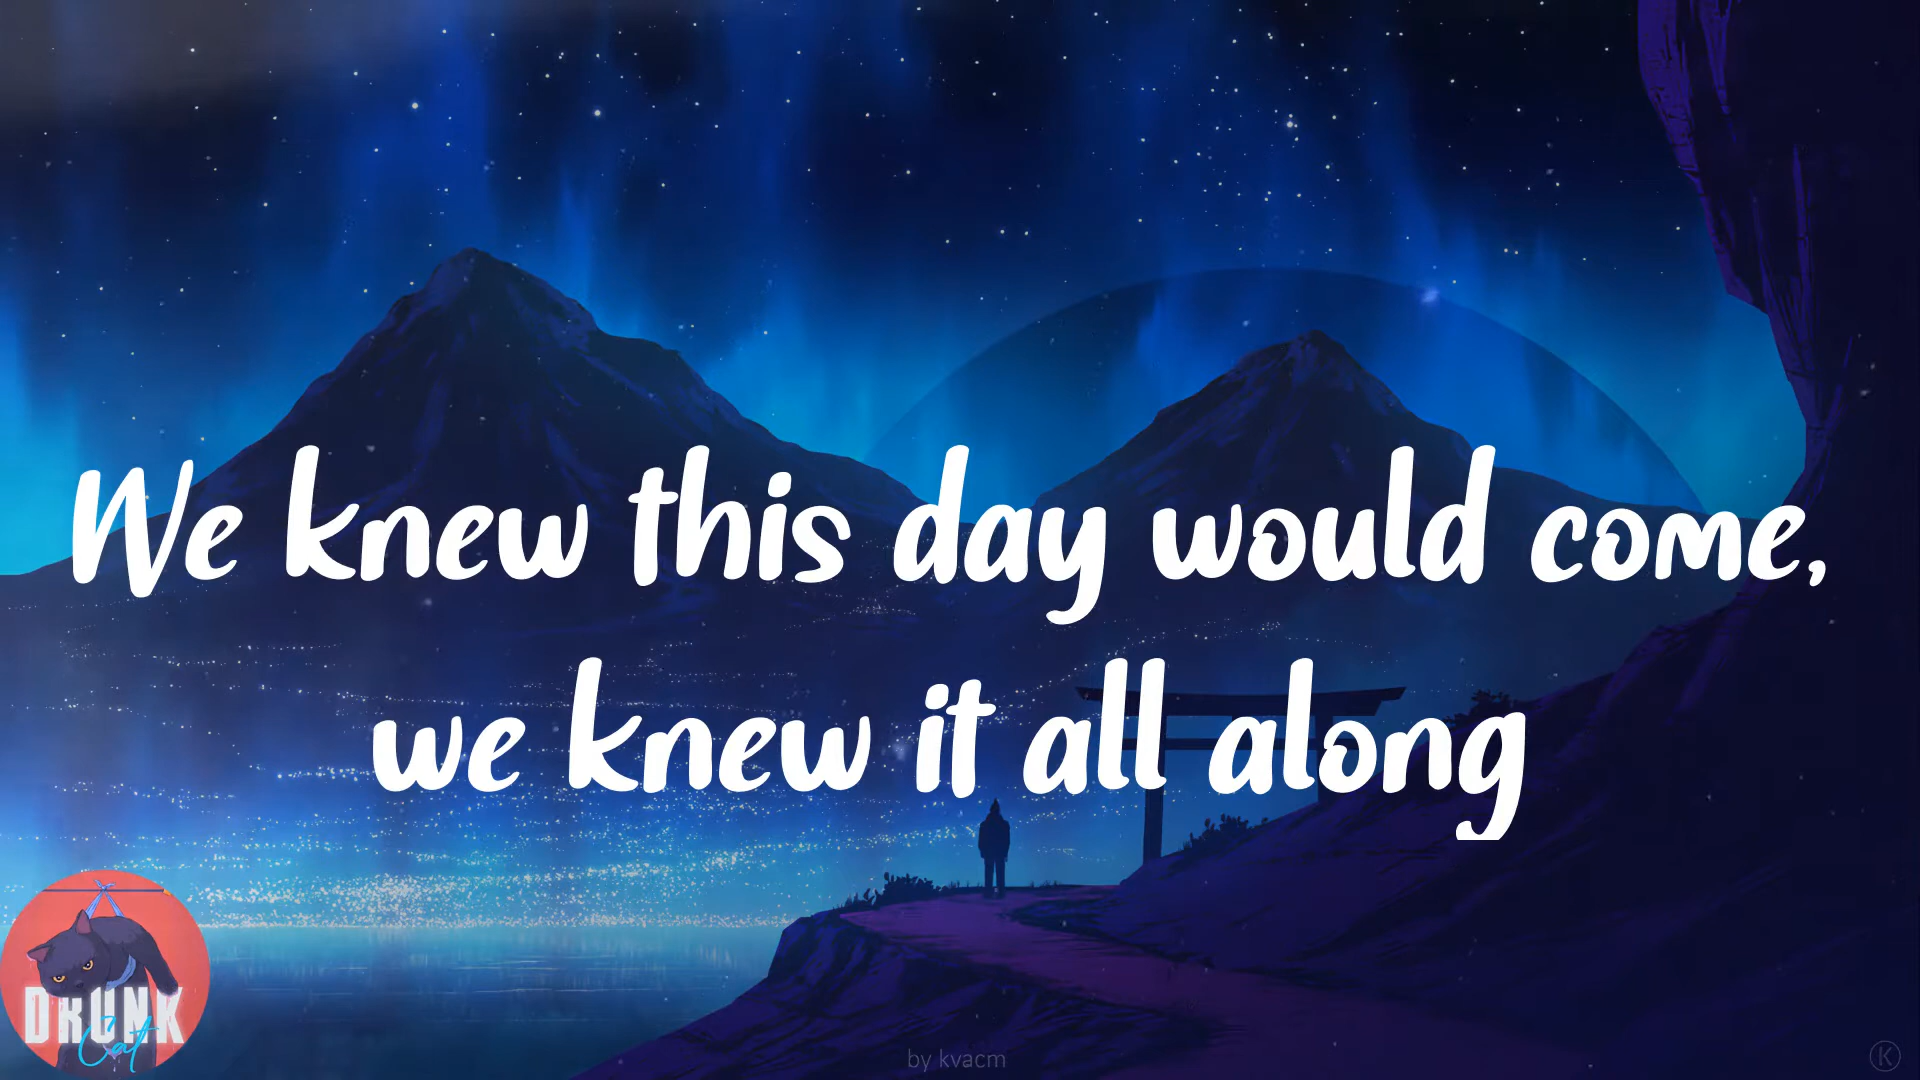 We knew this day would come,
we knew it all along
DRUNK
Cat
by kvacm
K